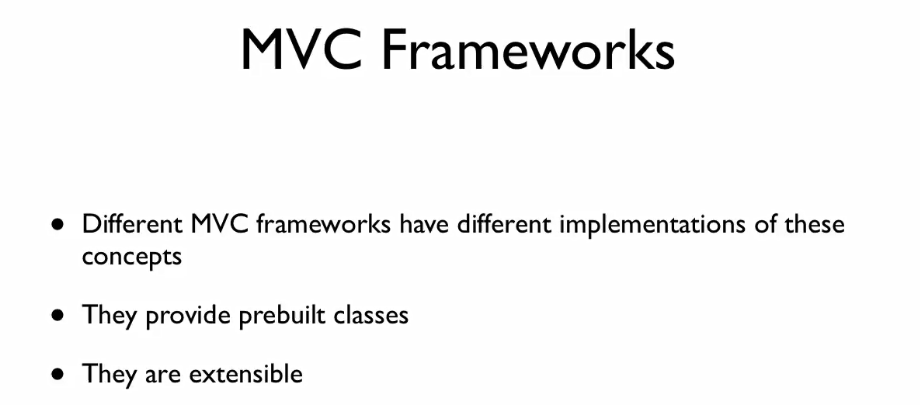 MVC Frameworks
• Different MVC frameworks have different implementations of these
concepts
• They provide prebuilt classes
• They are extensible